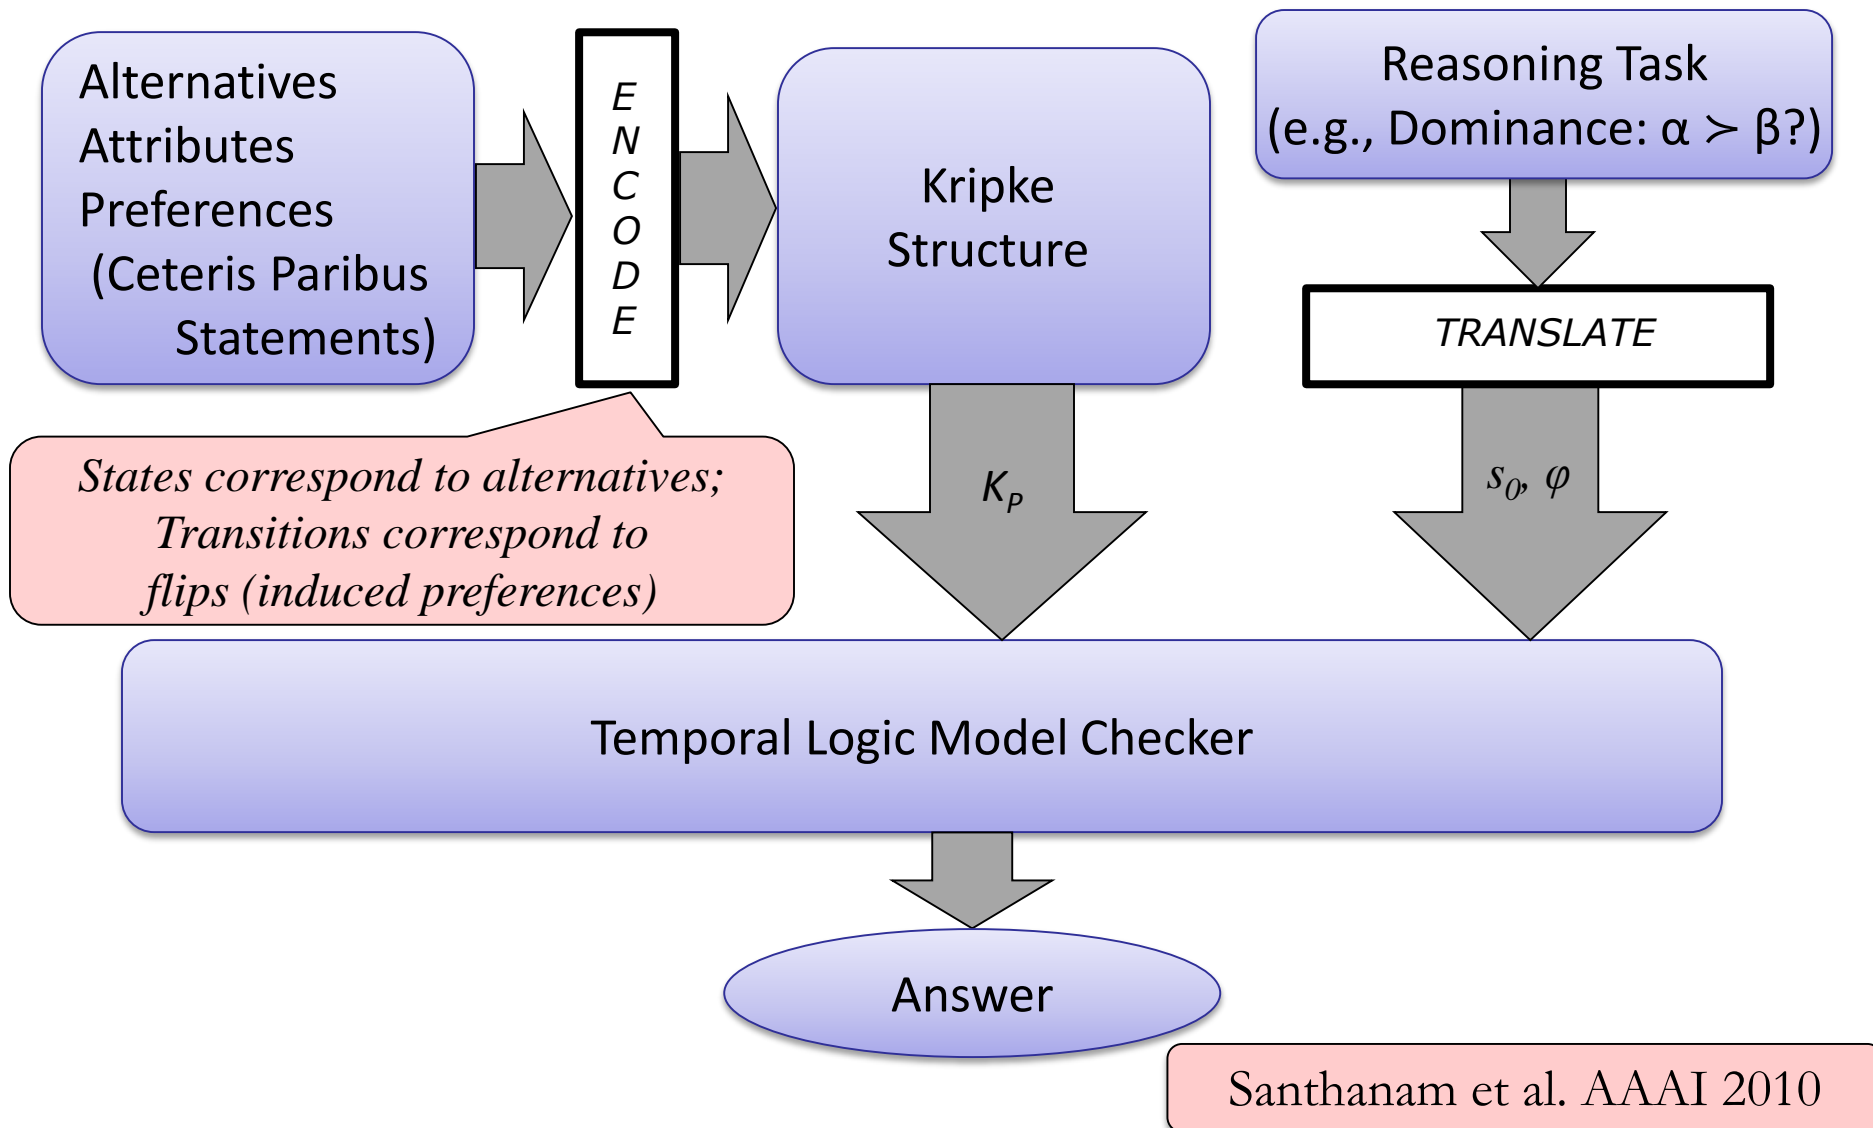 Alternatives
Attributes
Preferences
(Ceteris Paribus
Statements)
E
N
C
O
D
E
Kripke
Structure
Reasoning Task
(e.g., Dominance: α ≻ β?)
TRANSLATE
States correspond to alternatives;
Transitions correspond to
flips (induced preferences)
K_P
s_0, φ
Temporal Logic Model Checker
Answer
Santhanam et al. AAAI 2010